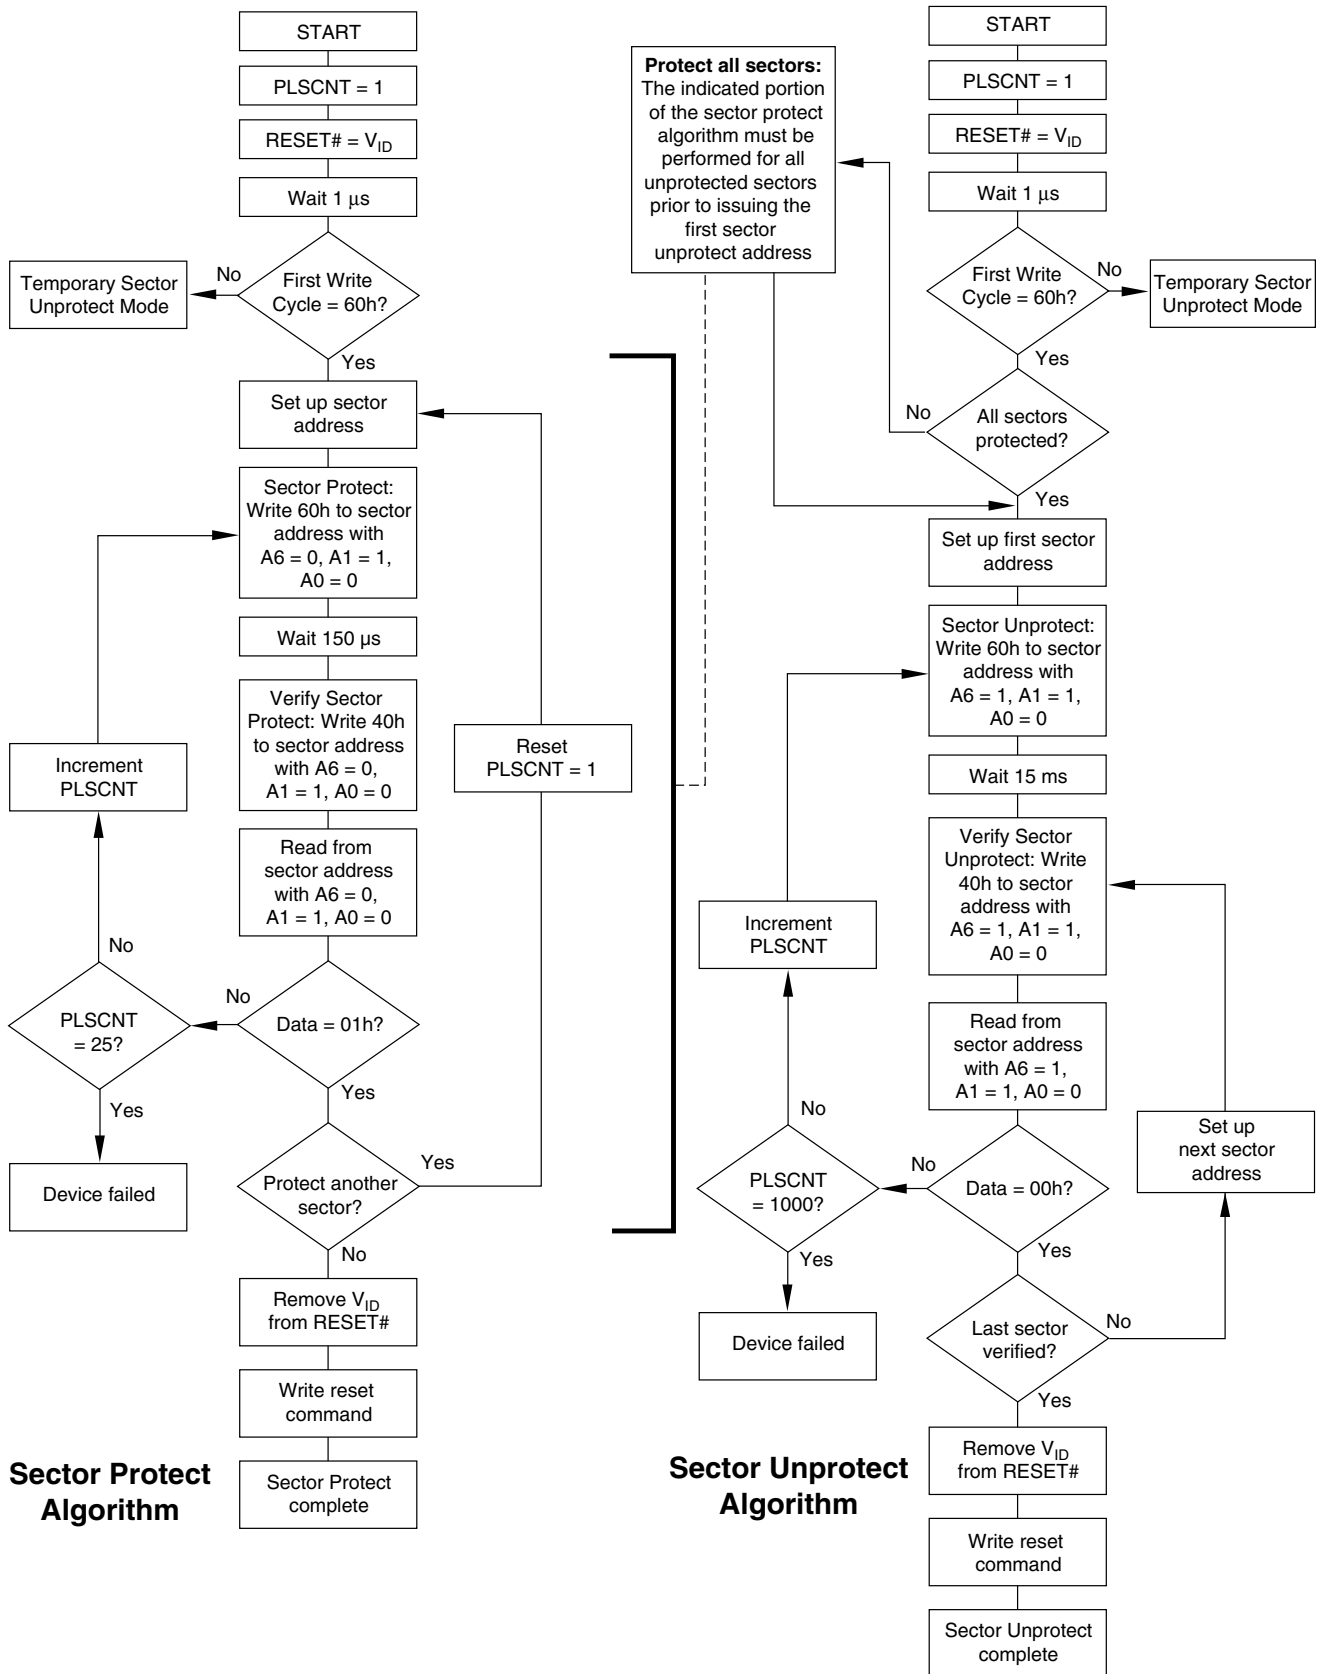 START
PLSCNT = 1
RESET# = VID
Wait 1 μs
First Write
Cycle = 60h?
No
Temporary Sector
Unprotect Mode
Yes
Set up sector
address
Sector Protect:
Write 60h to sector
address with
A6 = 0, A1 = 1,
A0 = 0
Wait 150 µs
Verify Sector
Protect: Write 40h
to sector address
with A6 = 0,
A1 = 1, A0 = 0
Increment
PLSCNT
Reset
PLSCNT = 1
Read from
sector address
with A6 = 0,
A1 = 1, A0 = 0
No
PLSCNT
= 25?
No
Data = 01h?
Yes
Yes
Device failed
Protect another
sector?
Yes
No
Remove VID
from RESET#
Write reset
command
Sector Protect
complete
Sector Protect
Algorithm
Protect all sectors:
The indicated portion
of the sector protect
algorithm must be
performed for all
unprotected sectors
prior to issuing the
first sector
unprotect address
START
PLSCNT = 1
RESET# = VID
Wait 1 μs
First Write
Cycle = 60h?
No
Temporary Sector
Unprotect Mode
Yes
No
All sectors
protected?
Yes
Set up first sector
address
Sector Unprotect:
Write 60h to sector
address with
A6 = 1, A1 = 1,
A0 = 0
Wait 15 ms
Verify Sector
Unprotect: Write
40h to sector
address with
A6 = 1, A1 = 1,
A0 = 0
Increment
PLSCNT
Read from
sector address
with A6 = 1,
A1 = 1, A0 = 0
No
Set up
next sector
address
PLSCNT
= 1000?
No
Data = 00h?
Yes
Yes
Device failed
Last sector
verified?
No
Yes
Remove VID
from RESET#
Write reset
command
Sector Unprotect
complete
Sector Unprotect
Algorithm